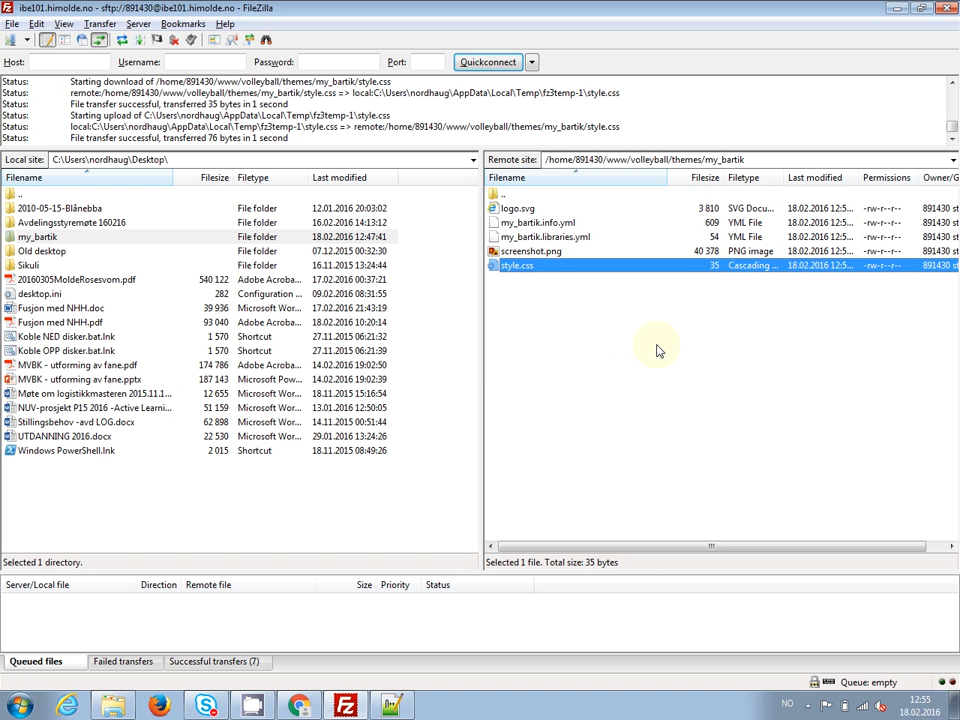 ibe101.himolde.no - sftp://891430@ibe101.himolde.no - FileZilla
File Edit View Transfer Server Bookmarks Help
Host: Username: Password: Port: Quickconnect
Status: Starting download of /home/891430/www/volleyball/themes/my_bartik/style.css
Status: remote:/home/891430/www/volleyball/themes/my_bartik/style.css => local:C:\Users\nordhaug\AppData\Local\Temp\fz3temp-1\style.css
Status: File transfer successful, transferred 35 bytes in 1 second
Status: Starting upload of C:\Users\nordhaug\AppData\Local\Temp\fz3temp-1\style.css
Status: local:C:\Users\nordhaug\AppData\Local\Temp\fz3temp-1\style.css => remote:/home/891430/www/volleyball/themes/my_bartik/style.css
Status: File transfer successful, transferred 76 bytes in 1 second
Local site: C:\Users\nordhaug\Desktop\
Filename Filesize Filetype Last modified
..
2010-05-15-Blånebba File folder 12.01.2016 20:03:02
Avdelingsstyremøte 160216 File folder 16.02.2016 14:13:12
my_bartik File folder 18.02.2016 12:47:41
Old desktop File folder 07.12.2015 00:32:30
Sikuli File folder 16.11.2015 13:24:44
20160305MoldeRosesvom.pdf 540 122 Adobe Acroba... 17.02.2016 00:37:21
desktop.ini 282 Configuration ... 09.02.2016 08:31:55
Fusjon med NHH.doc 39 936 Microsoft Wor... 17.02.2016 21:43:19
Fusjon med NHH.pdf 93 040 Adobe Acroba... 18.02.2016 10:20:14
Koble NED disker.bat.lnk 1 570 Shortcut 27.11.2015 06:21:32
Koble OPP disker.bat.lnk 1 570 Shortcut 27.11.2015 06:21:39
MVBK - utforming av fane.pdf 174 786 Adobe Acroba... 14.02.2016 19:02:50
MVBK - utforming av fane.pptx 187 143 Microsoft Pow... 14.02.2016 19:02:39
Møte om logistikkmasteren 2015.11.1... 12 655 Microsoft Wor... 18.11.2015 15:16:54
NUV-prosjekt P15 2016 -Active Learni... 51 159 Microsoft Wor... 13.01.2016 12:50:05
Stillingsbehov -avd LOG.docx 62 898 Microsoft Wor... 14.11.2015 00:51:44
UTDANNING 2016.docx 22 530 Microsoft Wor... 29.01.2016 13:24:26
Windows PowerShell.lnk 2 015 Shortcut 18.11.2015 08:49:26
Selected 1 directory.
Remote site: /home/891430/www/volleyball/themes/my_bartik
Filename Filesize Filetype Last modified Permissions Owner/G
..
logo.svg 3 810 SVG Docu... 18.02.2016 12:5... -rw-r--r-- 891430 st
my_bartik.info.yml 609 YML File 18.02.2016 12:5... -rw-r--r-- 891430 st
my_bartik.libraries.yml 54 YML File 18.02.2016 12:5... -rw-r--r-- 891430 st
screenshot.png 40 378 PNG image 18.02.2016 12:5... -rw-r--r-- 891430 st
style.css 35 Cascading ... 18.02.2016 12:5... -rw-r--r-- 891430 st
Selected 1 file. Total size: 35 bytes
Server/Local file Direction Remote file Size Priority Status
Queued files Failed transfers Successful transfers (7)
Queue: empty
NO 12:55
18.02.2016